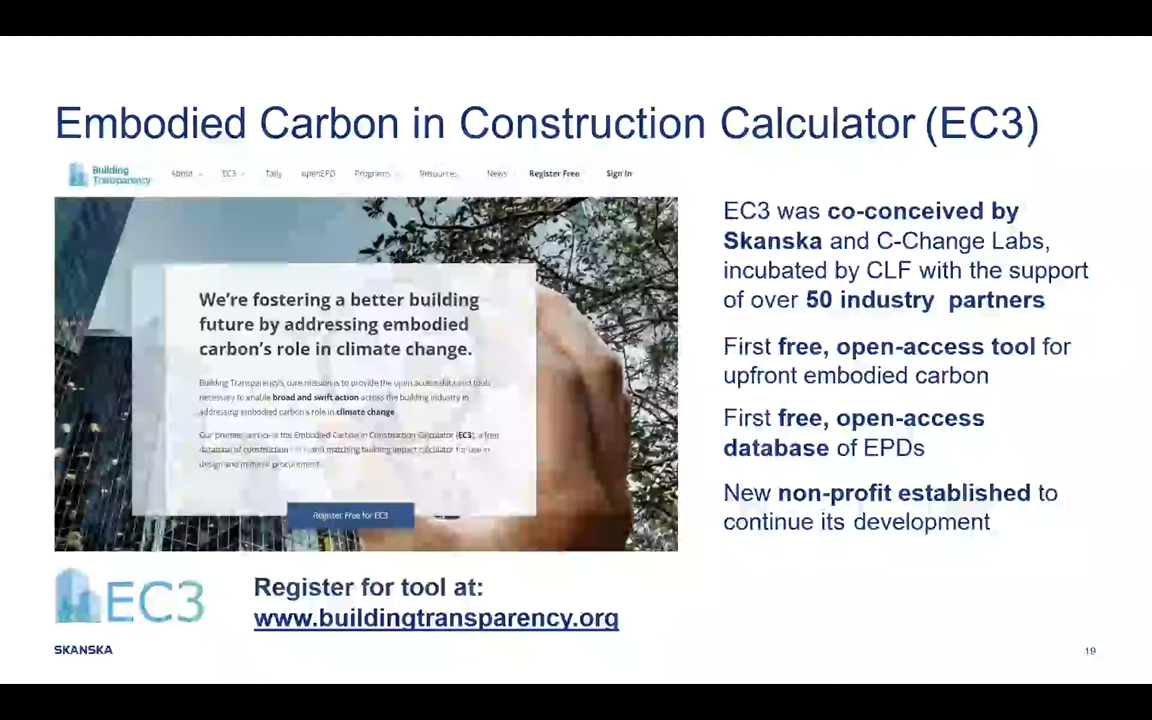 Embodied Carbon in Construction Calculator (EC3)
Building
Transparency
About
EC3
Tally
openEPD
Programs
Resources
News
Register Free
Sign In
We're fostering a better building
future by addressing embodied
carbon's role in climate change.
Building Transparency's core mission is to provide the open access data and tools
necessary to enable broad and swift action across the building industry in
addressing embodied carbon's role in climate change
Our premier service is the Embodied Carbon in Construction Calculator (EC3), a free
database of construction and matching building impact calculator for use in
design and material procurement.
Register Free for EC3
EC3 was co-conceived by
Skanska and C-Change Labs,
incubated by CLF with the support
of over 50 industry partners
First free, open-access tool for
upfront embodied carbon
First free, open-access
database of EPDs
New non-profit established to
continue its development
EC3
Register for tool at:
www.buildingtransparency.org
SKANSKA
19